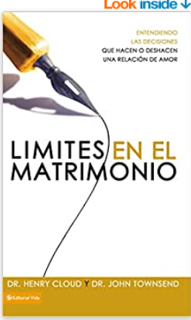 Look inside
ENTENDIENDO
LAS DECISIONES
QUE HACEN O DESHACEN
UNA RELACIÓN DE AMOR
LIMITES EN EL
MATRIMONIO
DR. HENRY CLOUD Y DR. JOHN TOWNSEND
Editorial Vida